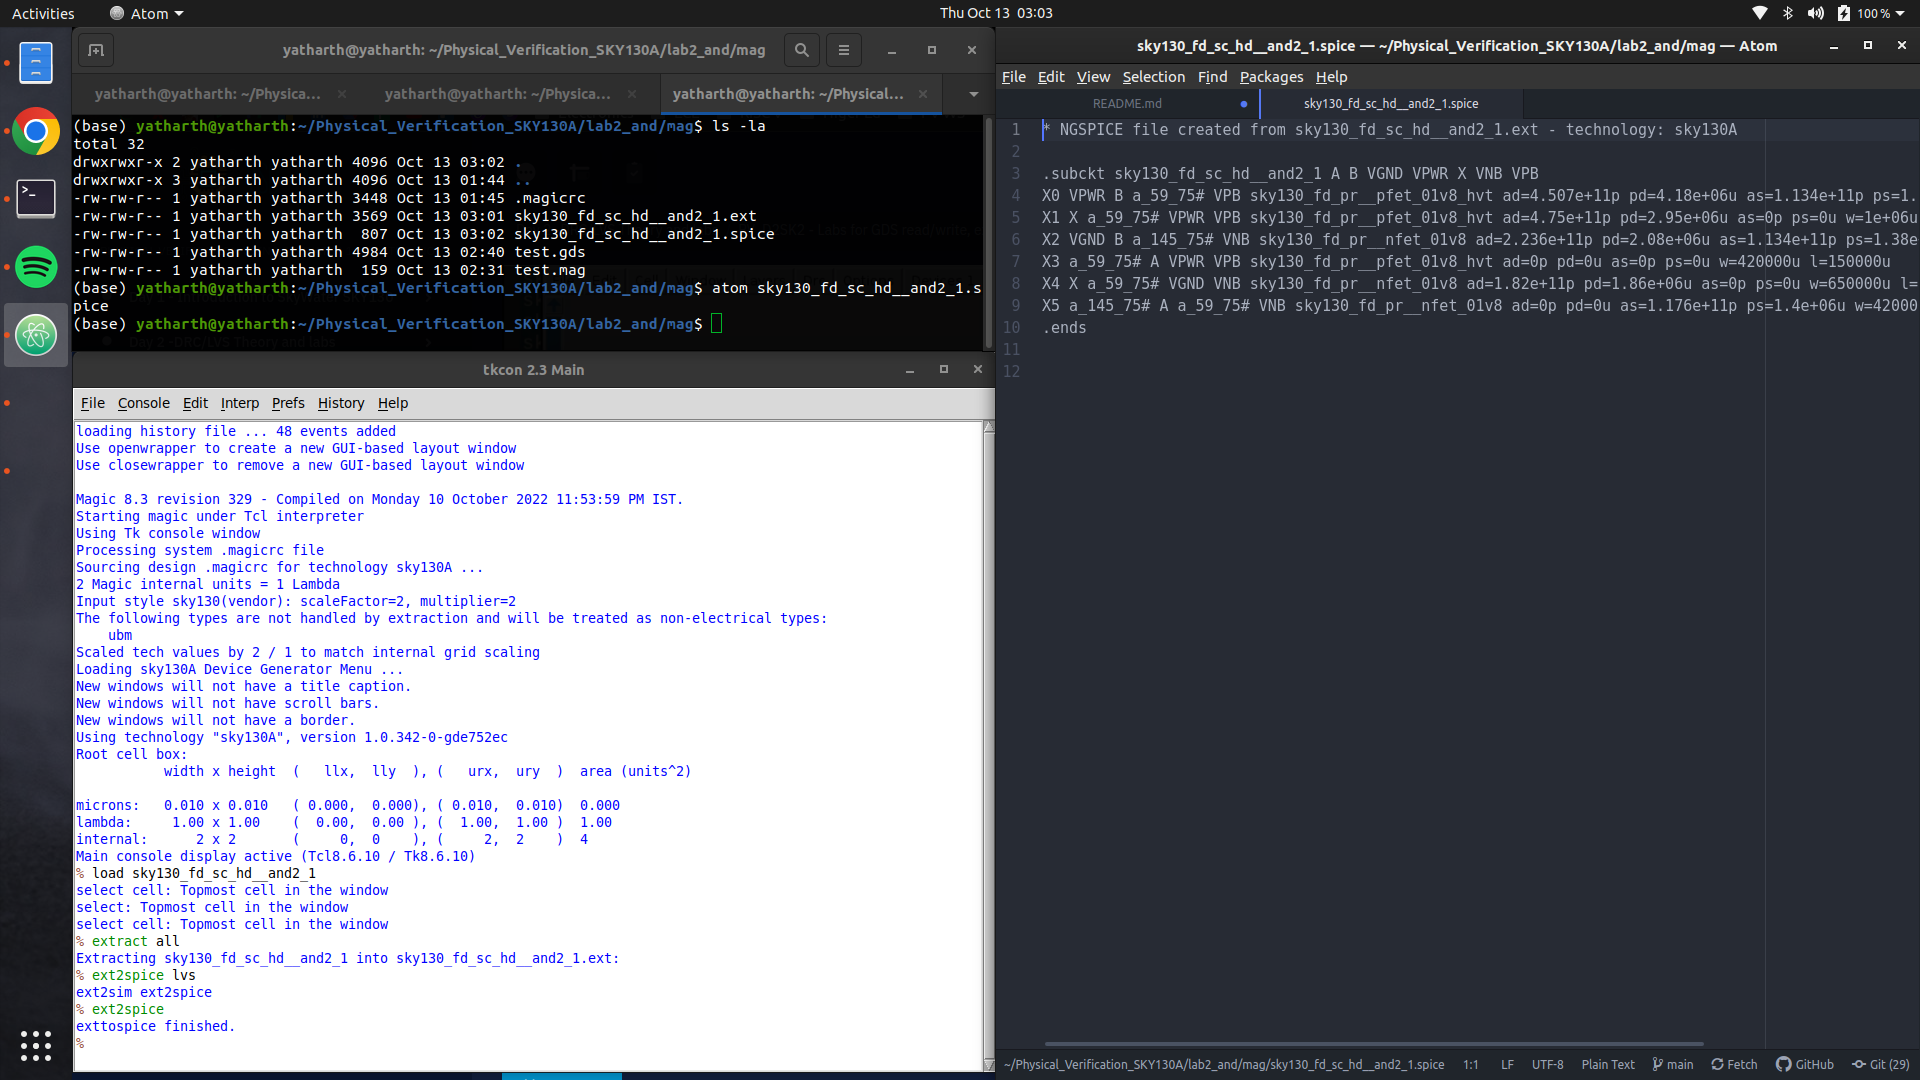 Activities
Atom
Thu Oct 13 03:03
100 %
yatharth@yatharth: ~/Physical_Verification_SKY130A/lab2_and/mag
yatharth@yatharth: ~/Physica...
yatharth@yatharth: ~/Physica...
yatharth@yatharth: ~/Physical...
(base) yatharth@yatharth:~/Physical_Verification_SKY130A/lab2_and/mag$ ls -la
total 32
drwxrwxr-x 2 yatharth yatharth 4096 Oct 13 03:02 .
drwxrwxr-x 3 yatharth yatharth 4096 Oct 13 01:44 ..
-rw-rw-r-- 1 yatharth yatharth 3448 Oct 13 01:45 .magicrc
-rw-rw-r-- 1 yatharth yatharth 3569 Oct 13 03:01 sky130_fd_sc_hd__and2_1.ext
-rw-rw-r-- 1 yatharth yatharth  807 Oct 13 03:02 sky130_fd_sc_hd__and2_1.spice
-rw-rw-r-- 1 yatharth yatharth 4984 Oct 13 02:40 test.gds
-rw-rw-r-- 1 yatharth yatharth  159 Oct 13 02:31 test.mag
(base) yatharth@yatharth:~/Physical_Verification_SKY130A/lab2_and/mag$ atom sky130_fd_sc_hd__and2_1.s
pice
(base) yatharth@yatharth:~/Physical_Verification_SKY130A/lab2_and/mag$
tkcon 2.3 Main
File Console Edit Interp Prefs History Help
loading history file ... 48 events added
Use openwrapper to create a new GUI-based layout window
Use closewrapper to remove a new GUI-based layout window
Magic 8.3 revision 329 - Compiled on Monday 10 October 2022 11:53:59 PM IST.
Starting magic under Tcl interpreter
Using Tk console window
Processing system .magicrc file
Sourcing design .magicrc for technology sky130A ...
2 Magic internal units = 1 Lambda
Input style sky130(vendor): scaleFactor=2, multiplier=2
The following types are not handled by extraction and will be treated as non-electrical types:
    ubm
Scaled tech values by 2 / 1 to match internal grid scaling
Loading sky130A Device Generator Menu ...
New windows will not have a title caption.
New windows will not have scroll bars.
New windows will not have a border.
Using technology "sky130A", version 1.0.342-0-gde752ec
Root cell box:
           width x height  (   llx,  lly  ), (   urx,  ury  )  area (units^2)
microns:   0.010 x 0.010   ( 0.000,  0.000), ( 0.010,  0.010)  0.000
lambda:     1.00 x 1.00    (  0.00,  0.00 ), (  1.00,  1.00 )  1.00
internal:      2 x 2       (     0,  0    ), (     2,  2    )  4
Main console display active (Tcl8.6.10 / Tk8.6.10)
% load sky130_fd_sc_hd__and2_1
select cell: Topmost cell in the window
select: Topmost cell in the window
select cell: Topmost cell in the window
% extract all
Extracting sky130_fd_sc_hd__and2_1 into sky130_fd_sc_hd__and2_1.ext:
% ext2spice lvs
ext2sim ext2spice
% ext2spice
exttospice finished.
%
sky130_fd_sc_hd__and2_1.spice — ~/Physical_Verification_SKY130A/lab2_and/mag — Atom
File Edit View Selection Find Packages Help
README.md
sky130_fd_sc_hd__and2_1.spice
1 * NGSPICE file created from sky130_fd_sc_hd__and2_1.ext - technology: sky130A
2
3 .subckt sky130_fd_sc_hd__and2_1 A B VGND VPWR X VNB VPB
4 X0 VPWR B a_59_75# VPB sky130_fd_pr__pfet_01v8_hvt ad=4.507e+11p pd=4.18e+06u as=1.134e+11p ps=1.
5 X1 X a_59_75# VPWR VPB sky130_fd_pr__pfet_01v8_hvt ad=4.75e+11p pd=2.95e+06u as=0p ps=0u w=1e+06u
6 X2 VGND B a_145_75# VNB sky130_fd_pr__nfet_01v8 ad=2.236e+11p pd=2.08e+06u as=1.134e+11p ps=1.38e
7 X3 a_59_75# A VPWR VPB sky130_fd_pr__pfet_01v8_hvt ad=0p pd=0u as=0p ps=0u w=420000u l=150000u
8 X4 X a_59_75# VGND VNB sky130_fd_pr__nfet_01v8 ad=1.82e+11p pd=1.86e+06u as=0p ps=0u w=650000u l=
9 X5 a_145_75# A a_59_75# VNB sky130_fd_pr__nfet_01v8 ad=0p pd=0u as=1.176e+11p ps=1.4e+06u w=42000
10 .ends
11
12
~/Physical_Verification_SKY130A/lab2_and/mag/sky130_fd_sc_hd__and2_1.spice 1:1 LF UTF-8 Plain Text main Fetch GitHub Git (29)